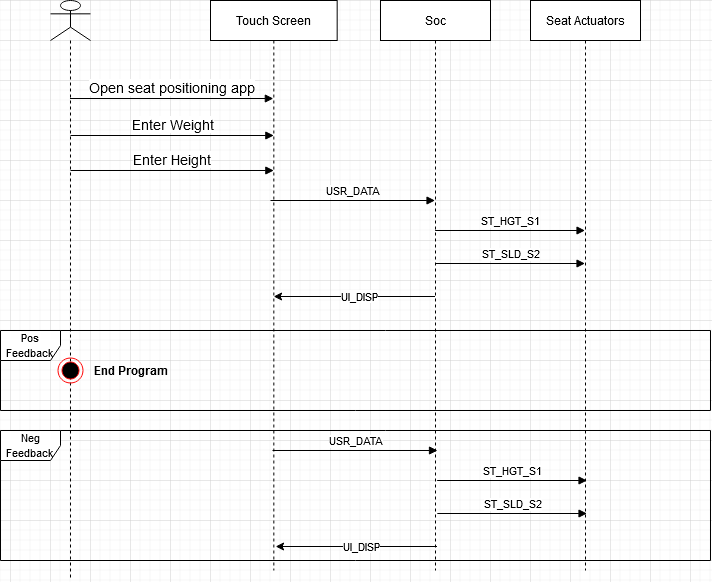 Touch Screen
Soc
Seat Actuators
Open seat positioning app
Enter Weight
Enter Height
USR_DATA
ST_HGT_S1
ST_SLD_S2
UI_DISP
Pos
Feedback
End Program
Neg
Feedback
USR_DATA
ST_HGT_S1
ST_SLD_S2
UI_DISP